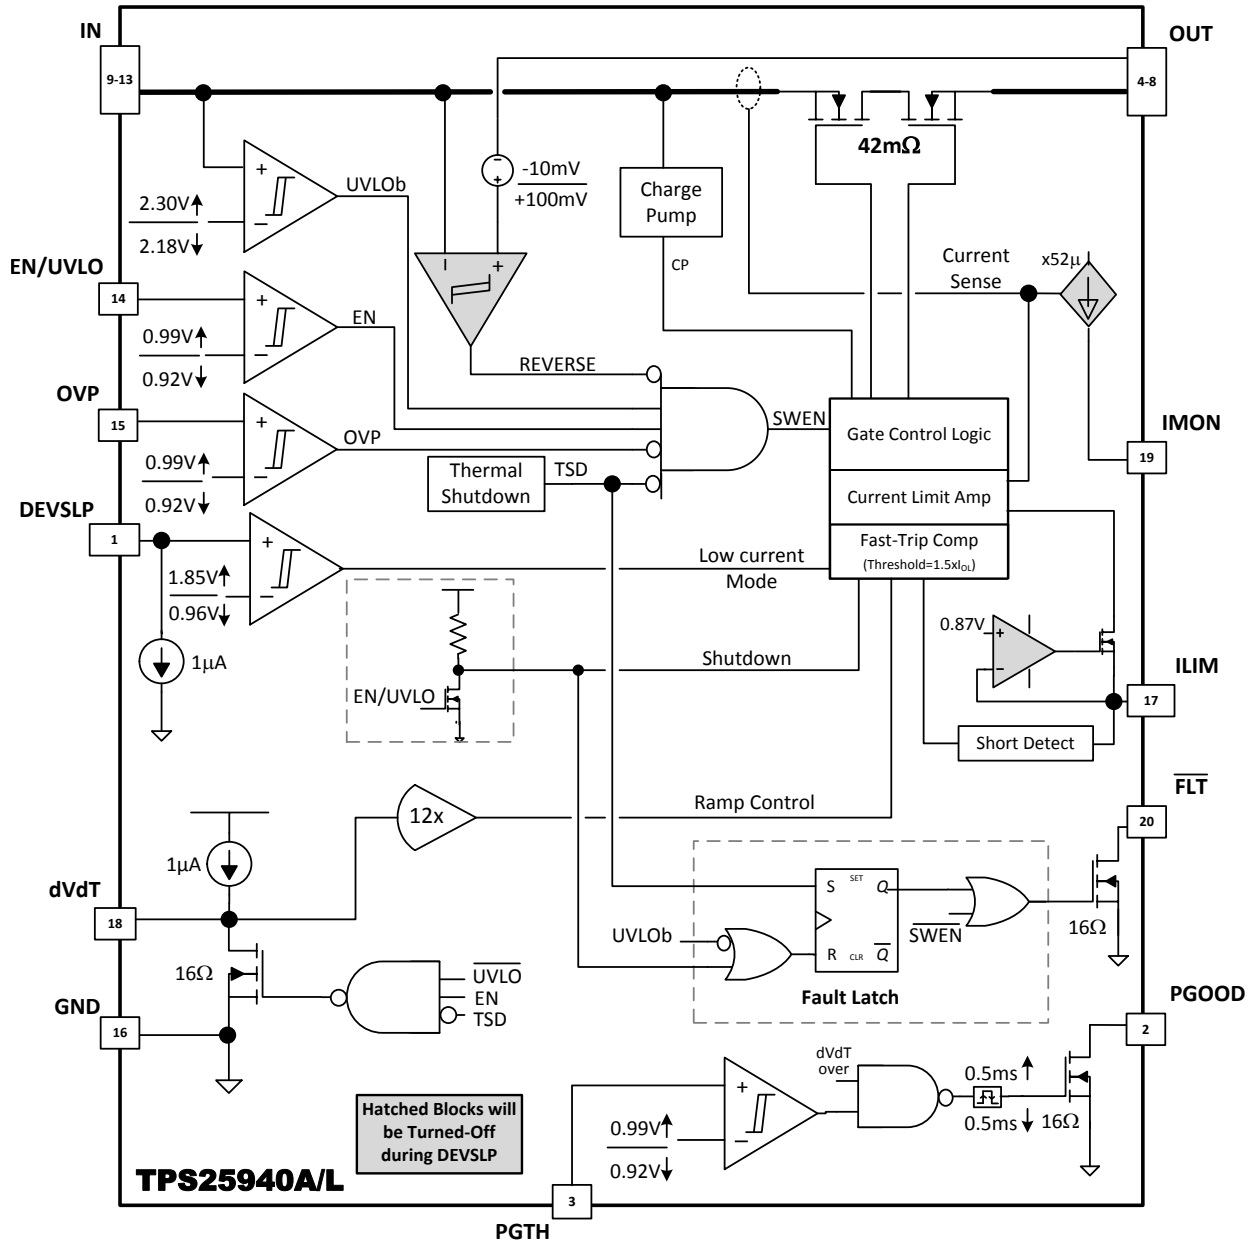 IN
OUT
9-13
4-8
42mΩ
-10mV
+100mV
Charge
Pump
UVLOb
2.30V
2.18V
Current
Sense
x52µ
CP
EN/UVLO
14
EN
0.99V
0.92V
REVERSE
OVP
15
OVP
SWEN
Gate Control Logic
IMON
19
0.99V
0.92V
Thermal
Shutdown
TSD
Current Limit Amp
DEVSLP
1
Fast-Trip Comp
(Threshold=1.5xIOL)
Low current
Mode
1.85V
0.96V
1µA
0.87V
Shutdown
EN/UVLO
ILIM
17
Short Detect
FLT
20
12x
Ramp Control
1µA
dVdT
18
S
SET
Q
16Ω
UVLOb
SWEN
R
CLR
Q
Fault Latch
16Ω
UVLO
EN
TSD
GND
16
PGOOD
2
dVdT
over
0.5ms
0.5ms
16Ω
Hatched Blocks will
be Turned-Off
during DEVSLP
0.99V
0.92V
TPS25940A/L
3
PGTH